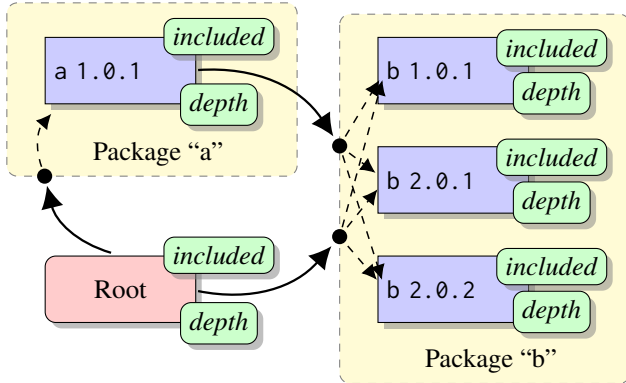 included
a 1.0.1
depth
Package “a”
included
Root
depth
included
b 1.0.1
depth
included
b 2.0.1
depth
included
b 2.0.2
depth
Package “b”